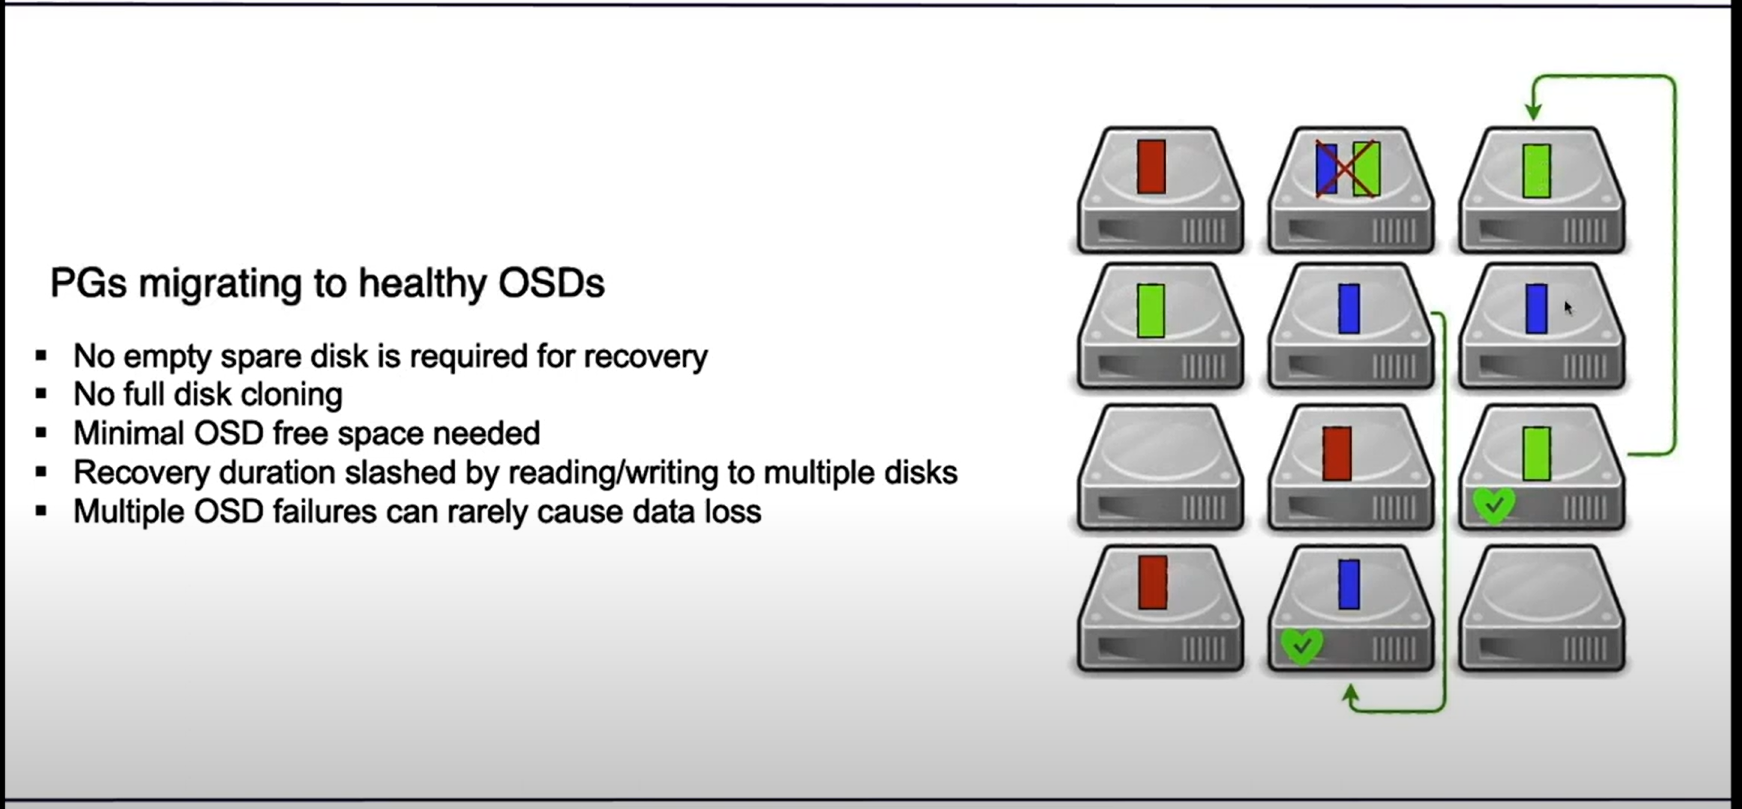 PGs migrating to healthy OSDs
▪ No empty spare disk is required for recovery
▪ No full disk cloning
▪ Minimal OSD free space needed
▪ Recovery duration slashed by reading/writing to multiple disks
▪ Multiple OSD failures can rarely cause data loss